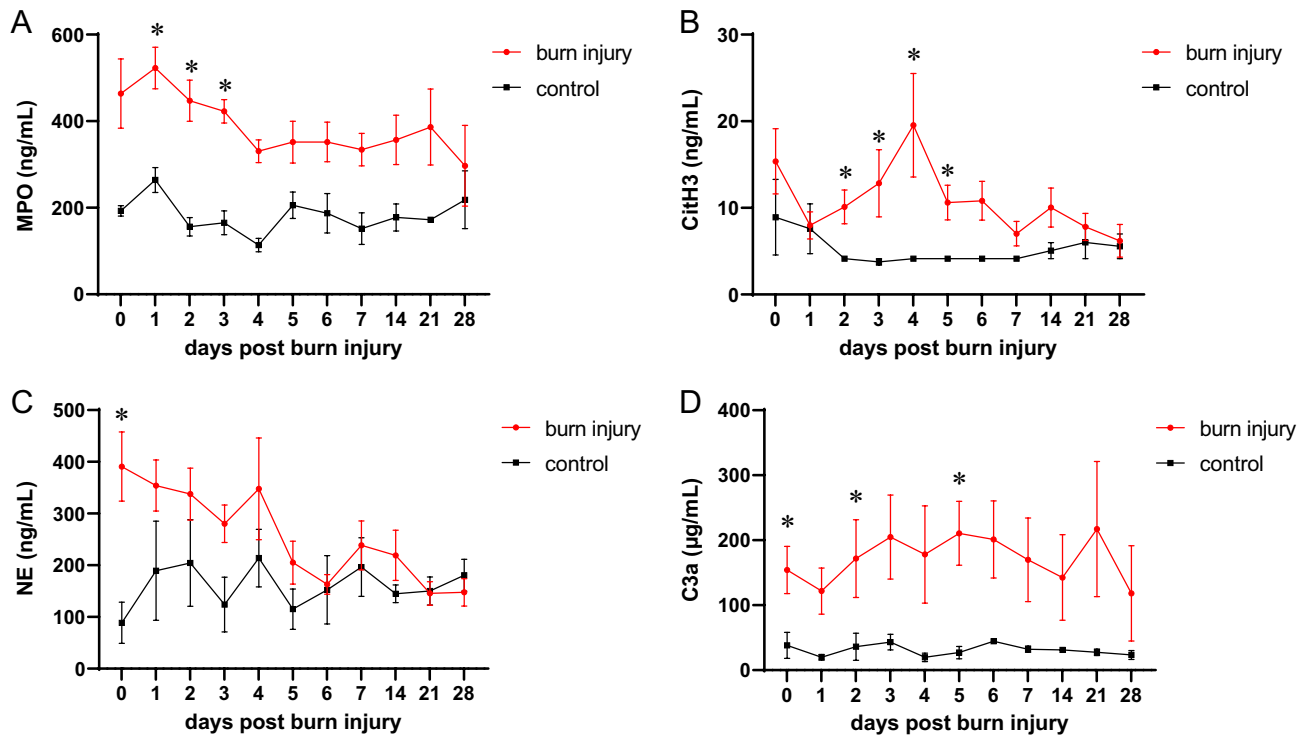 A
MPO (ng/mL)
600
400
200
0
* * *
burn injury
control
0 1 2 3 4 5 6 7 14 21 28
days post burn injury
B
CitH3 (ng/mL)
30
20
10
0
* * * *
burn injury
control
0 1 2 3 4 5 6 7 14 21 28
days post burn injury
C
NE (ng/mL)
500
400
300
200
100
0
*
burn injury
control
0 1 2 3 4 5 6 7 14 21 28
days post burn injury
D
C3a (µg/mL)
400
300
200
100
0
* * *
burn injury
control
0 1 2 3 4 5 6 7 14 21 28
days post burn injury